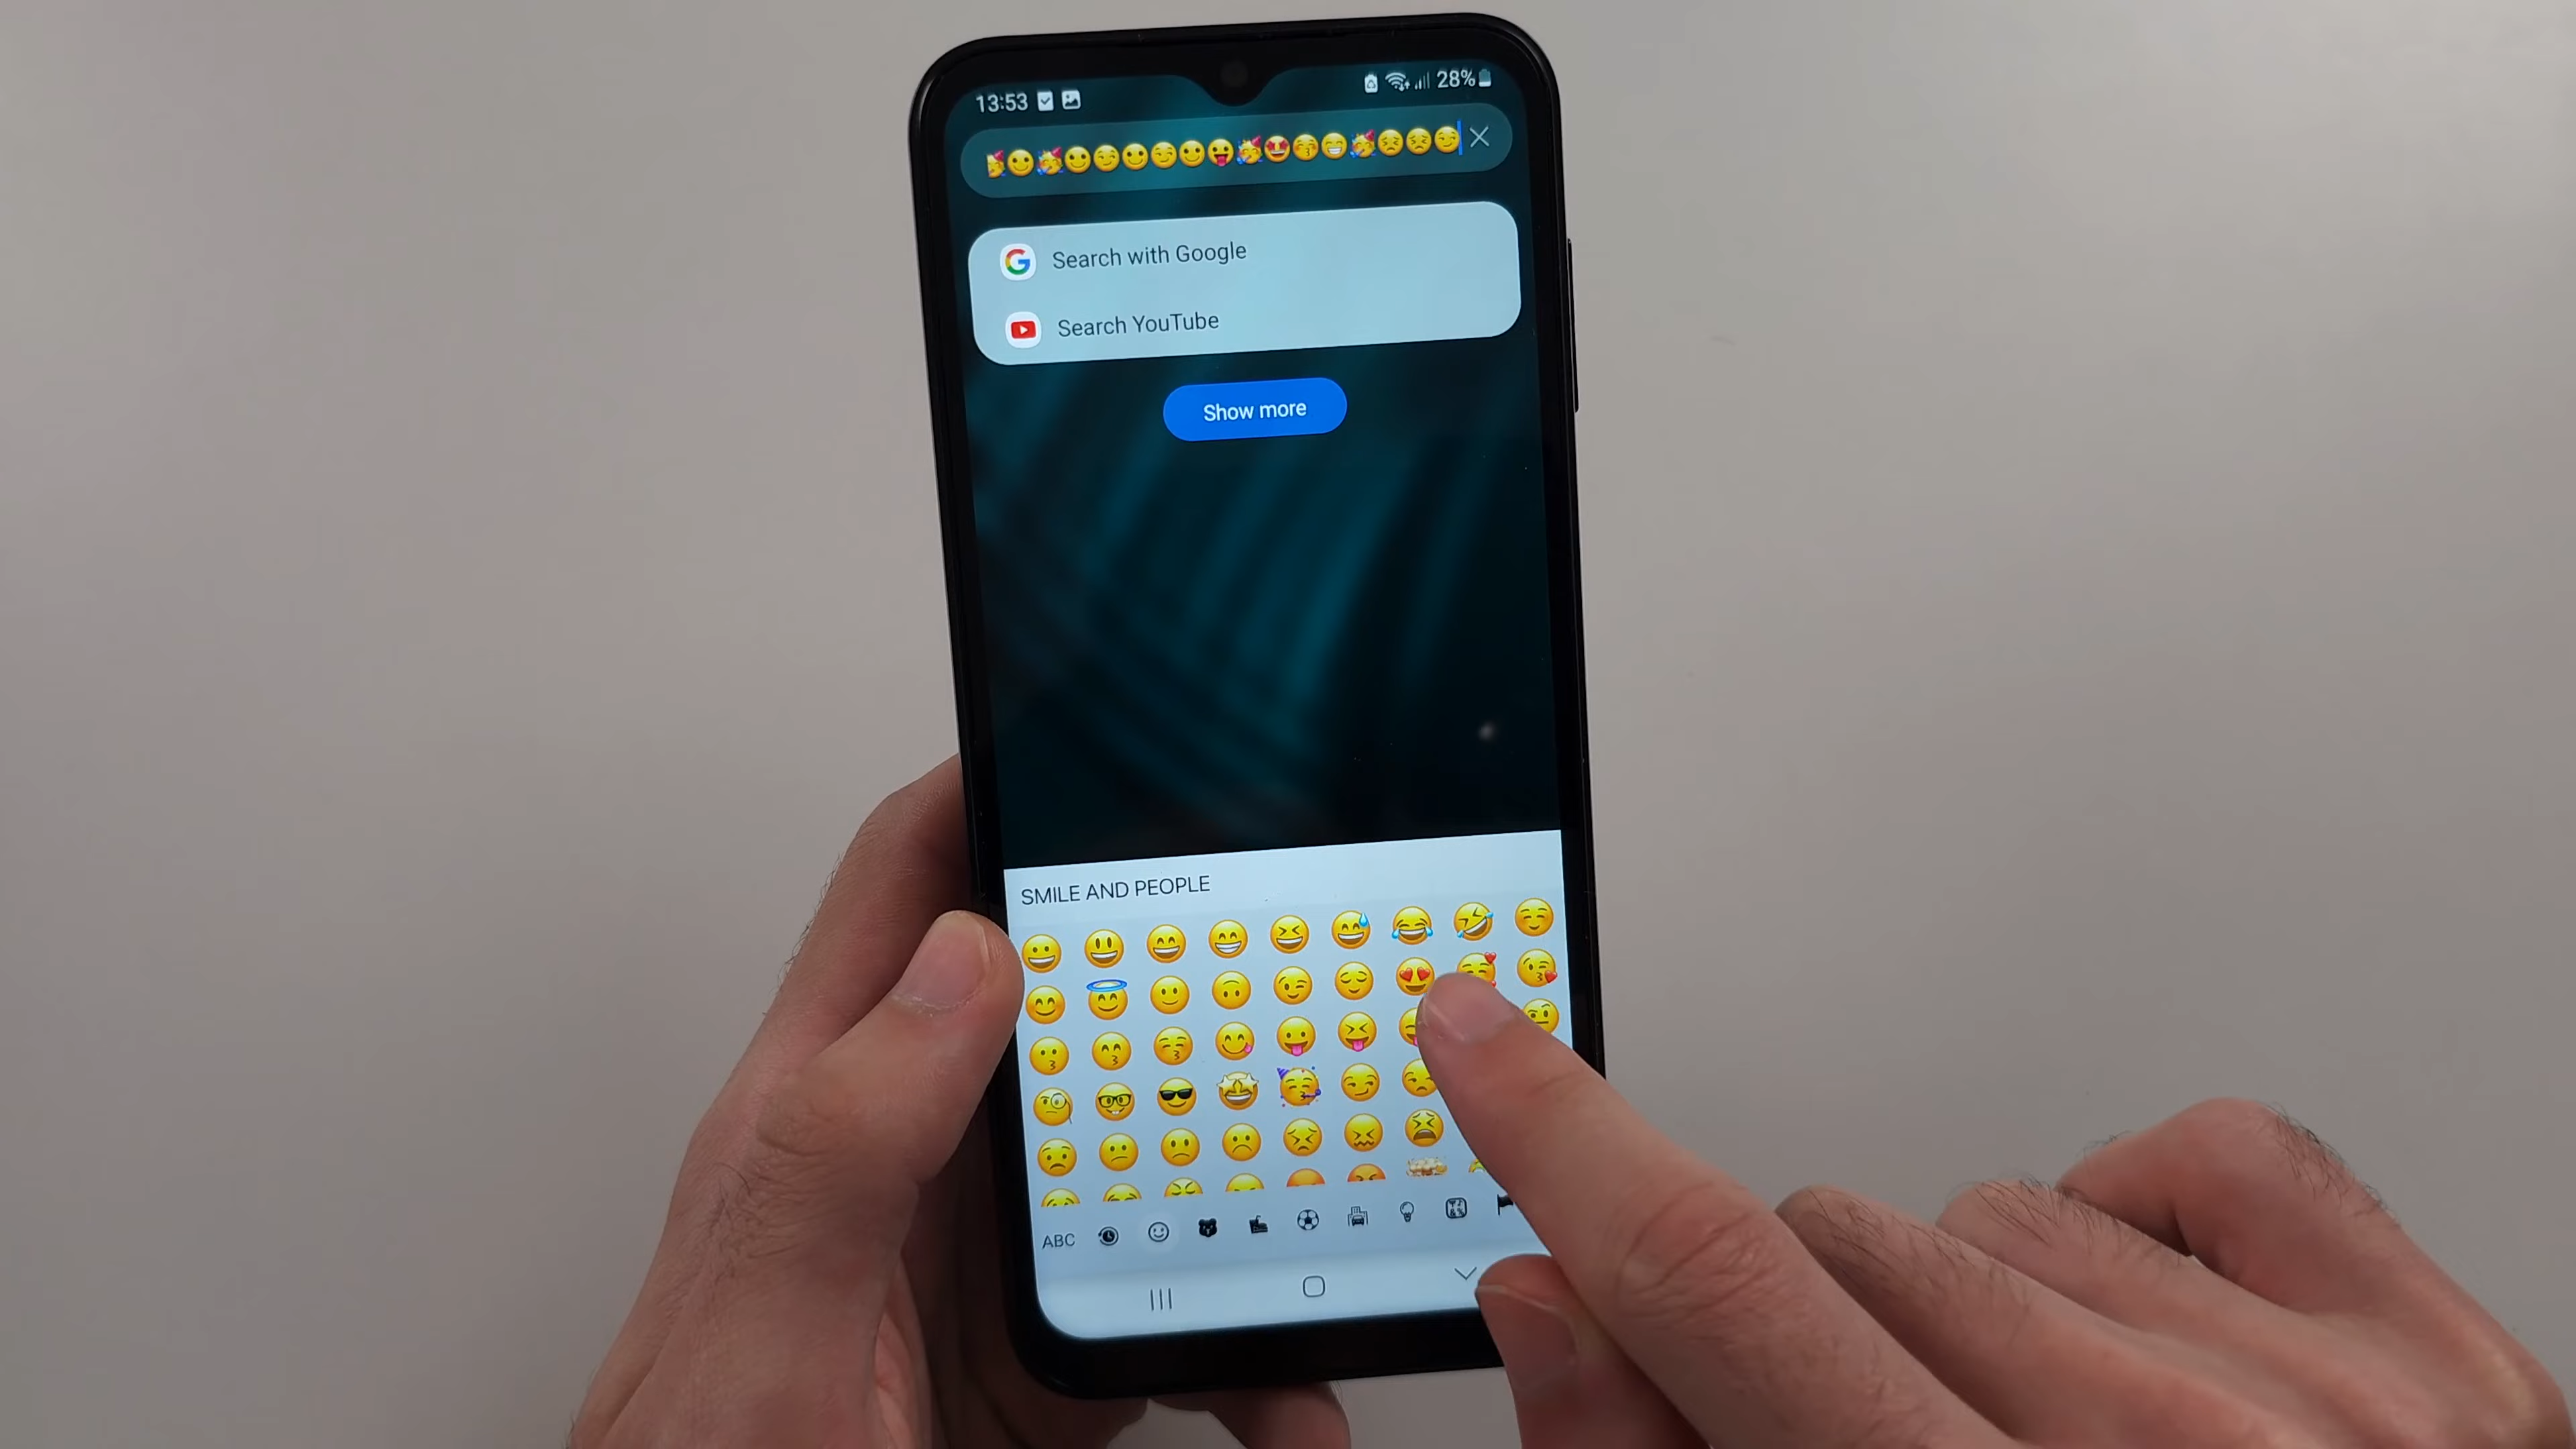 13:53 28%
Search with Google
Search YouTube
Show more
SMILE AND PEOPLE
ABC